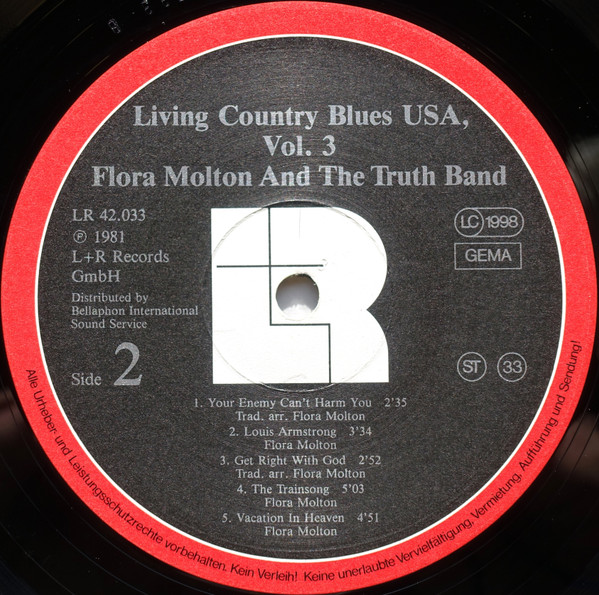 Living Country Blues USA,
Vol. 3
Flora Molton And The Truth Band
LR 42.033
℗ 1981
L+R Records
GmbH
Distributed by
Bellaphon International
Sound Service
Side 2
LC 1998
GEMA
ST 33
LR
1. Your Enemy Can't Harm You 2'35
Trad. arr. Flora Molton
2. Louis Armstrong 3'34
Flora Molton
3. Get Right With God 2'52
Trad. arr. Flora Molton
4. The Trainsong 5'03
Flora Molton
5. Vacation In Heaven 4'51
Flora Molton
Alle Urheber- und Leistungsschutzrechte vorbehalten. Kein Verleih! Keine unerlaubte Vervielfältigung, Vermietung, Aufführung und Sendung!